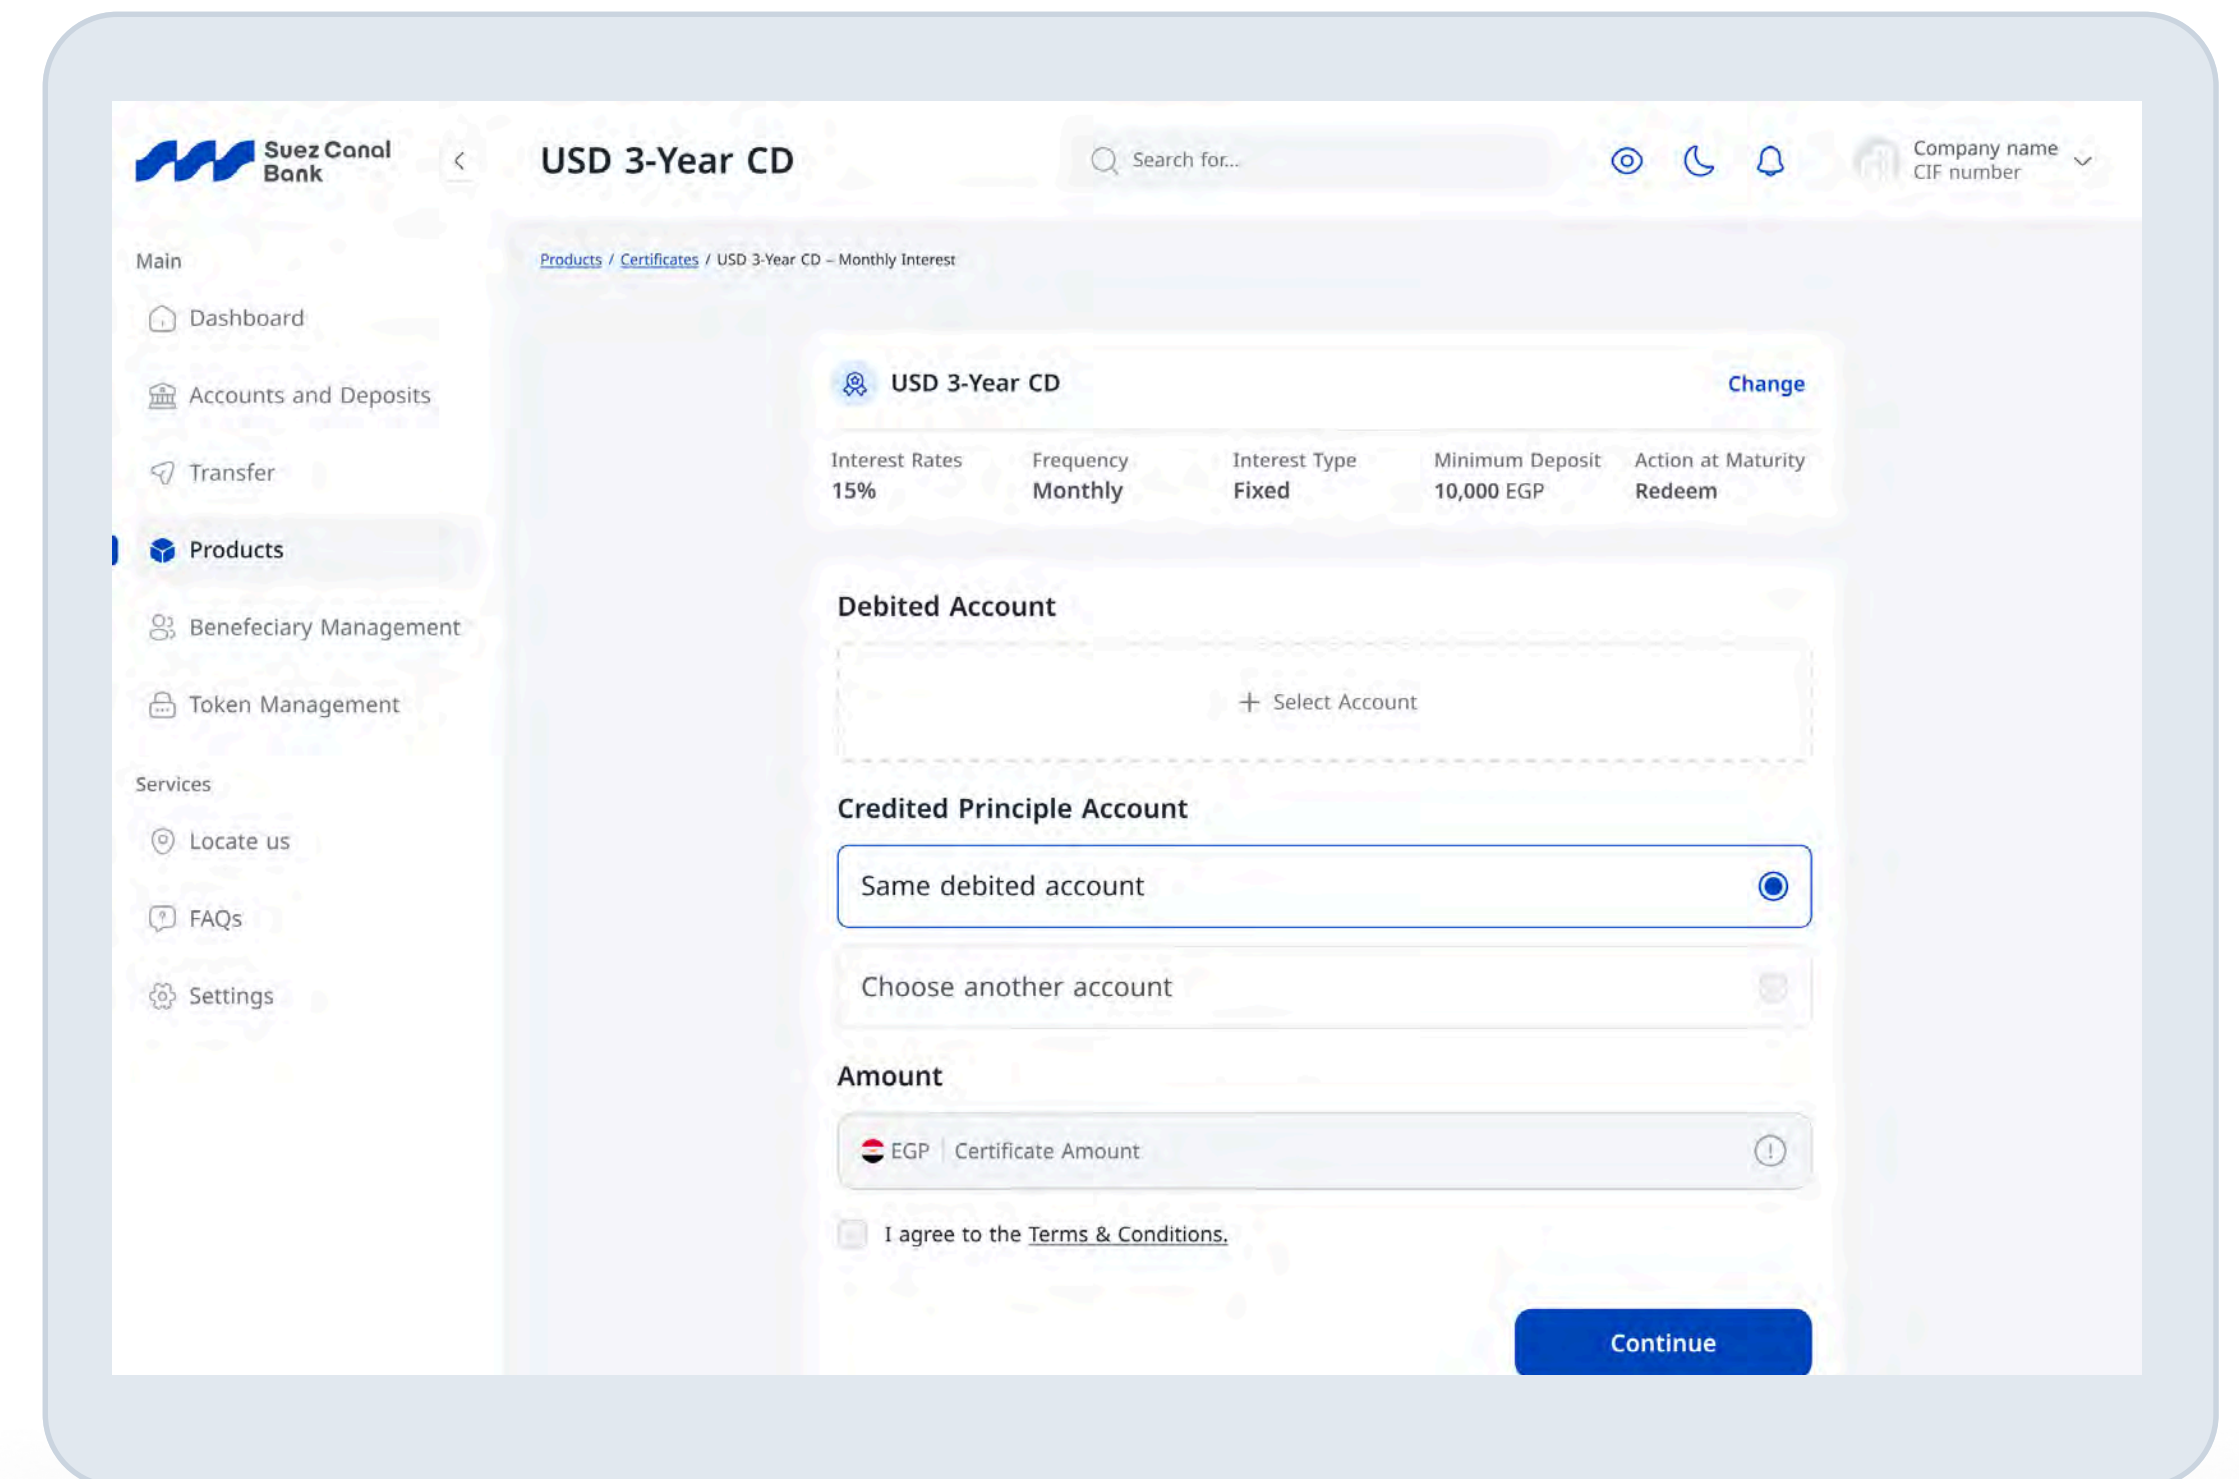 Suez Canal
Bank
USD 3-Year CD
Search for...
Company name
CIF number
Main
Dashboard
Accounts and Deposits
Transfer
Products
Benefeciary Management
Token Management
Services
Locate us
FAQs
Settings
Products / Certificates / USD 3-Year CD – Monthly Interest
USD 3-Year CD
Change
Interest Rates
15%
Frequency
Monthly
Interest Type
Fixed
Minimum Deposit
10,000 EGP
Action at Maturity
Redeem
Debited Account
+ Select Account
Credited Principle Account
Same debited account
Choose another account
Amount
EGP | Certificate Amount
I agree to the Terms & Conditions.
Continue